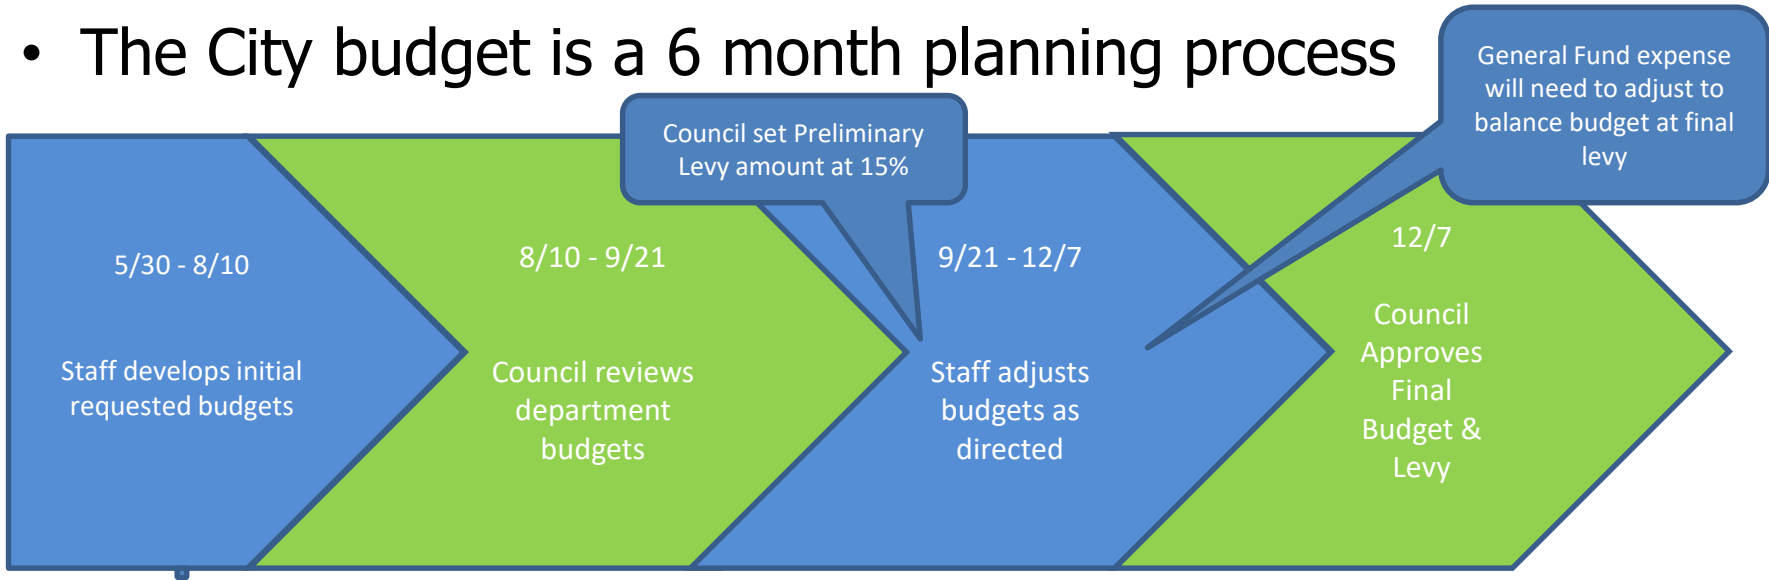 • The City budget is a 6 month planning process
General Fund expense
will need to adjust to
balance budget at final
levy
Council set Preliminary
Levy amount at 15%
5/30 - 8/10
Staff develops initial
requested budgets
8/10 - 9/21
Council reviews
department
budgets
9/21 - 12/7
Staff adjusts
budgets as
directed
12/7
Council
Approves
Final
Budget &
Levy